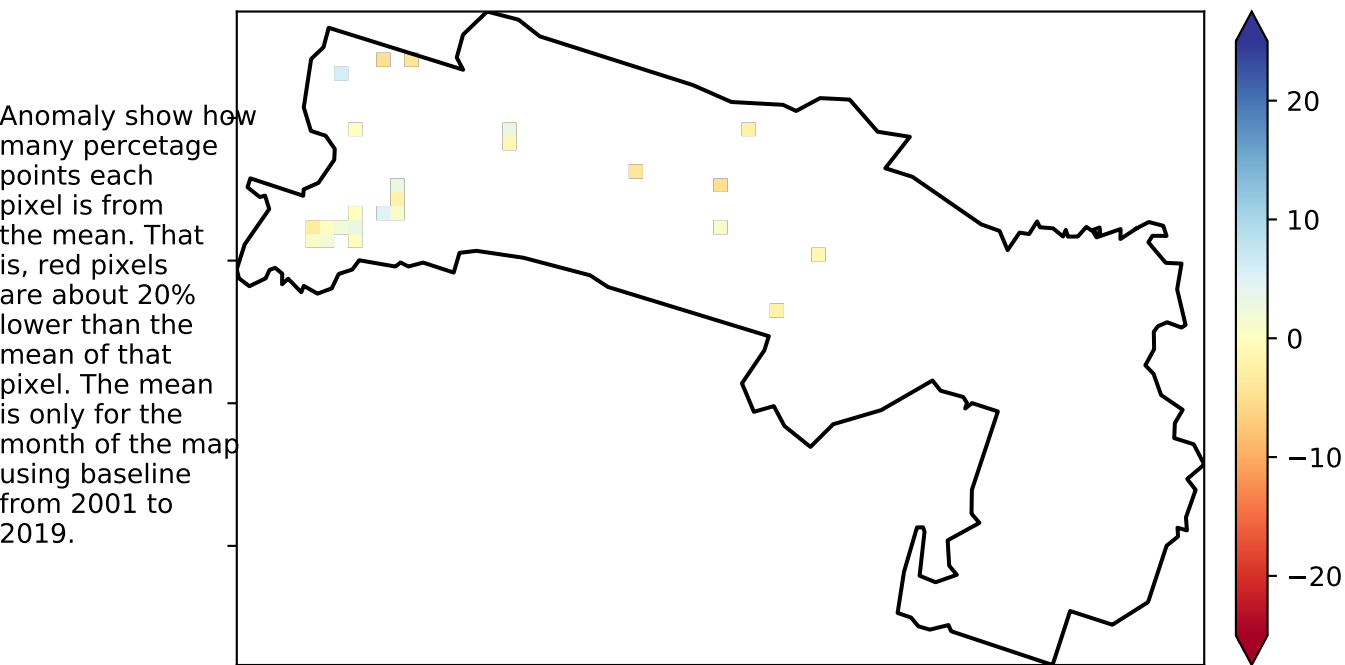 Anomaly show how
many percetage
points each
pixel is from
the mean. That
is, red pixels
are about 20%
lower than the
mean of that
pixel. The mean
is only for the
month of the map
using baseline
from 2001 to
2019.
20
10
0
−10
−20